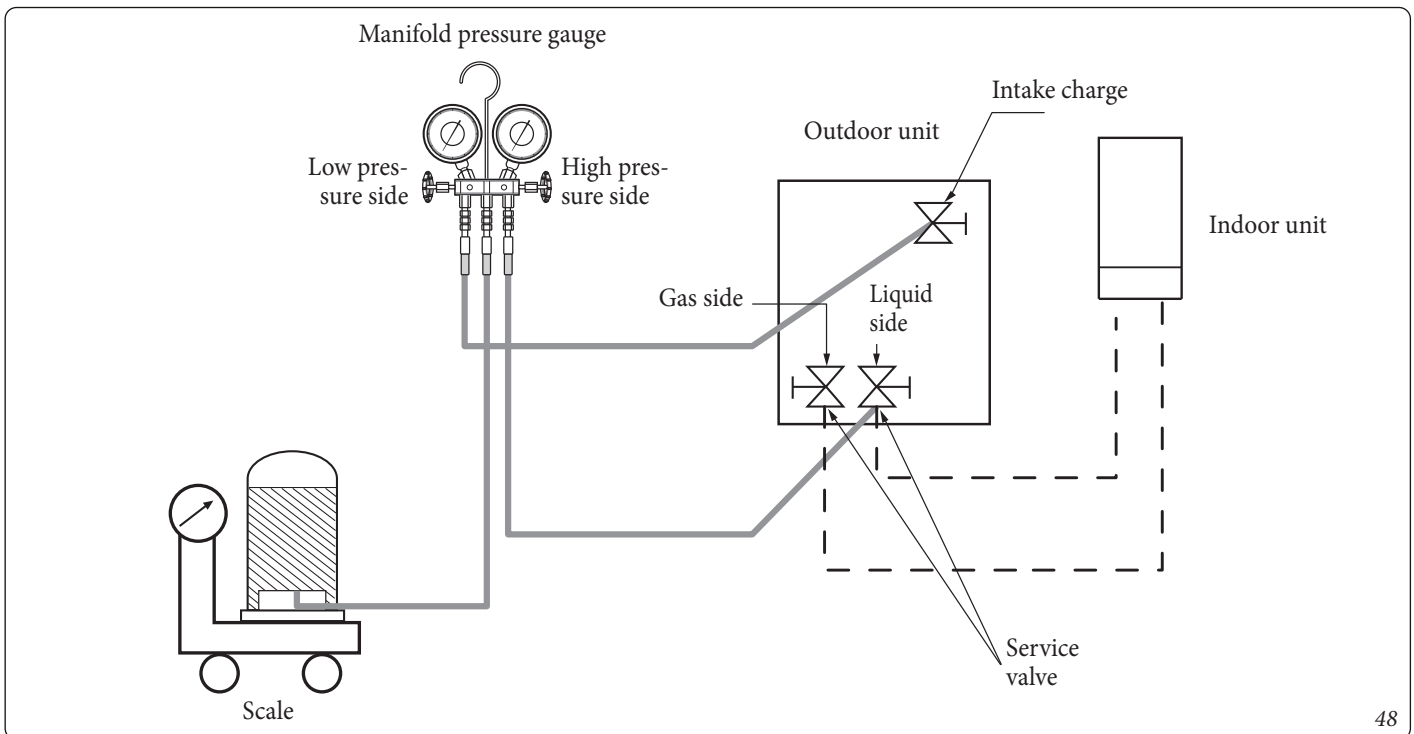 Manifold pressure gauge
Intake charge
Outdoor unit
Low pres-
sure side
High pres-
sure side
Indoor unit
Gas side
Liquid
side
Service
valve
Scale
48